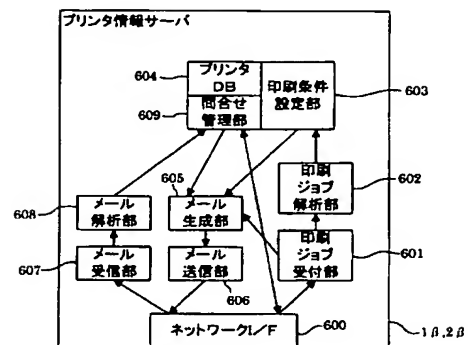 プリンタ情報サーバ
604
プリンタ
DB
609
問合せ
管理部
印刷条件
設定部
603
605
608
メール
解析部
メール
生成部
印刷
ジョブ
解析部
602
607
メール
受信部
メール
送信部
606
印刷
ジョブ
受付部
601
ネットワークI/F
600
1β,2β